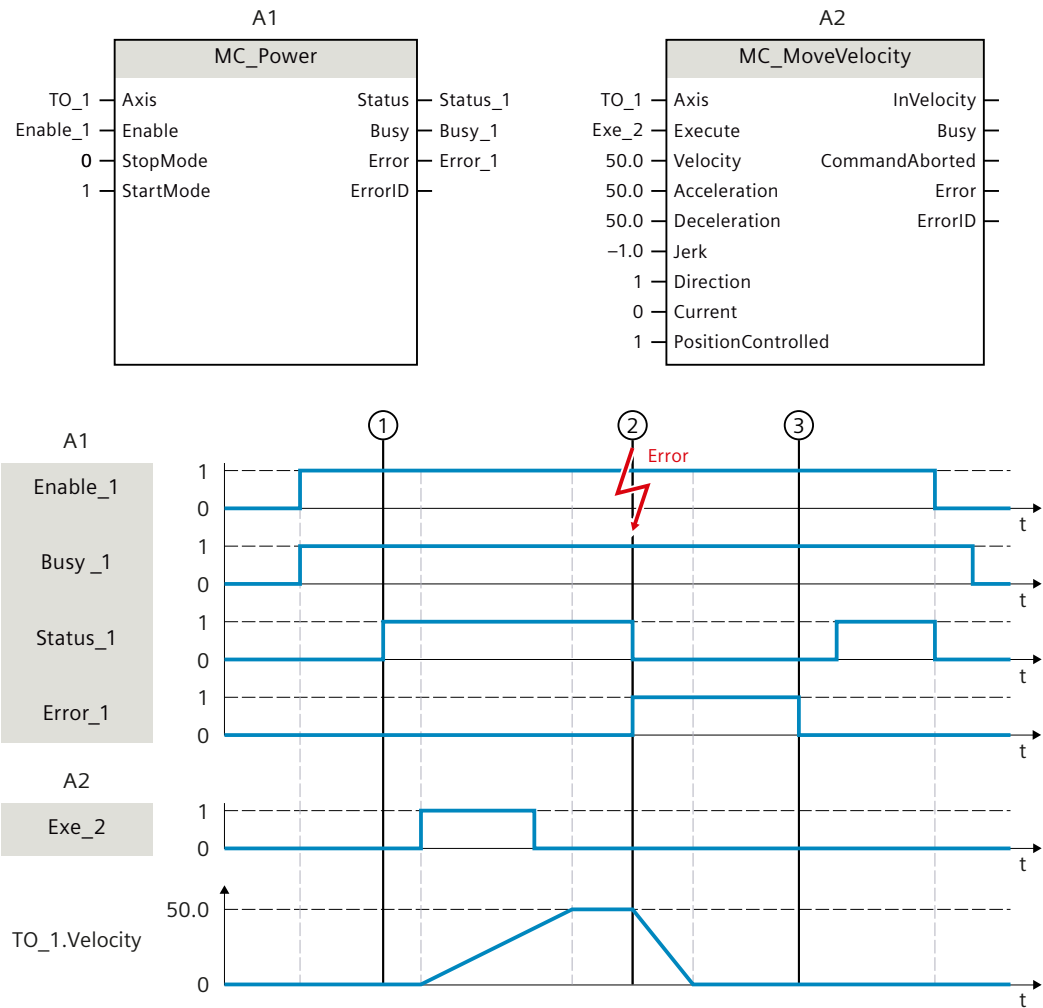 A1
A2
MC_Power
MC_MoveVelocity
TO_1 Axis Status Status_1
Enable_1 Enable Busy Busy_1
0 StopMode Error Error_1
1 StartMode ErrorID
TO_1 Axis InVelocity
Exe_2 Execute Busy
50.0 Velocity CommandAborted
50.0 Acceleration Error
50.0 Deceleration ErrorID
–1.0 Jerk
1 Direction
0 Current
1 PositionControlled
1 2 3
A1
Error
Enable_1
1
0
t
Busy _1
1
0
t
Status_1
1
0
t
Error_1
1
0
t
A2
Exe_2
1
0
t
TO_1.Velocity
50.0
0
t